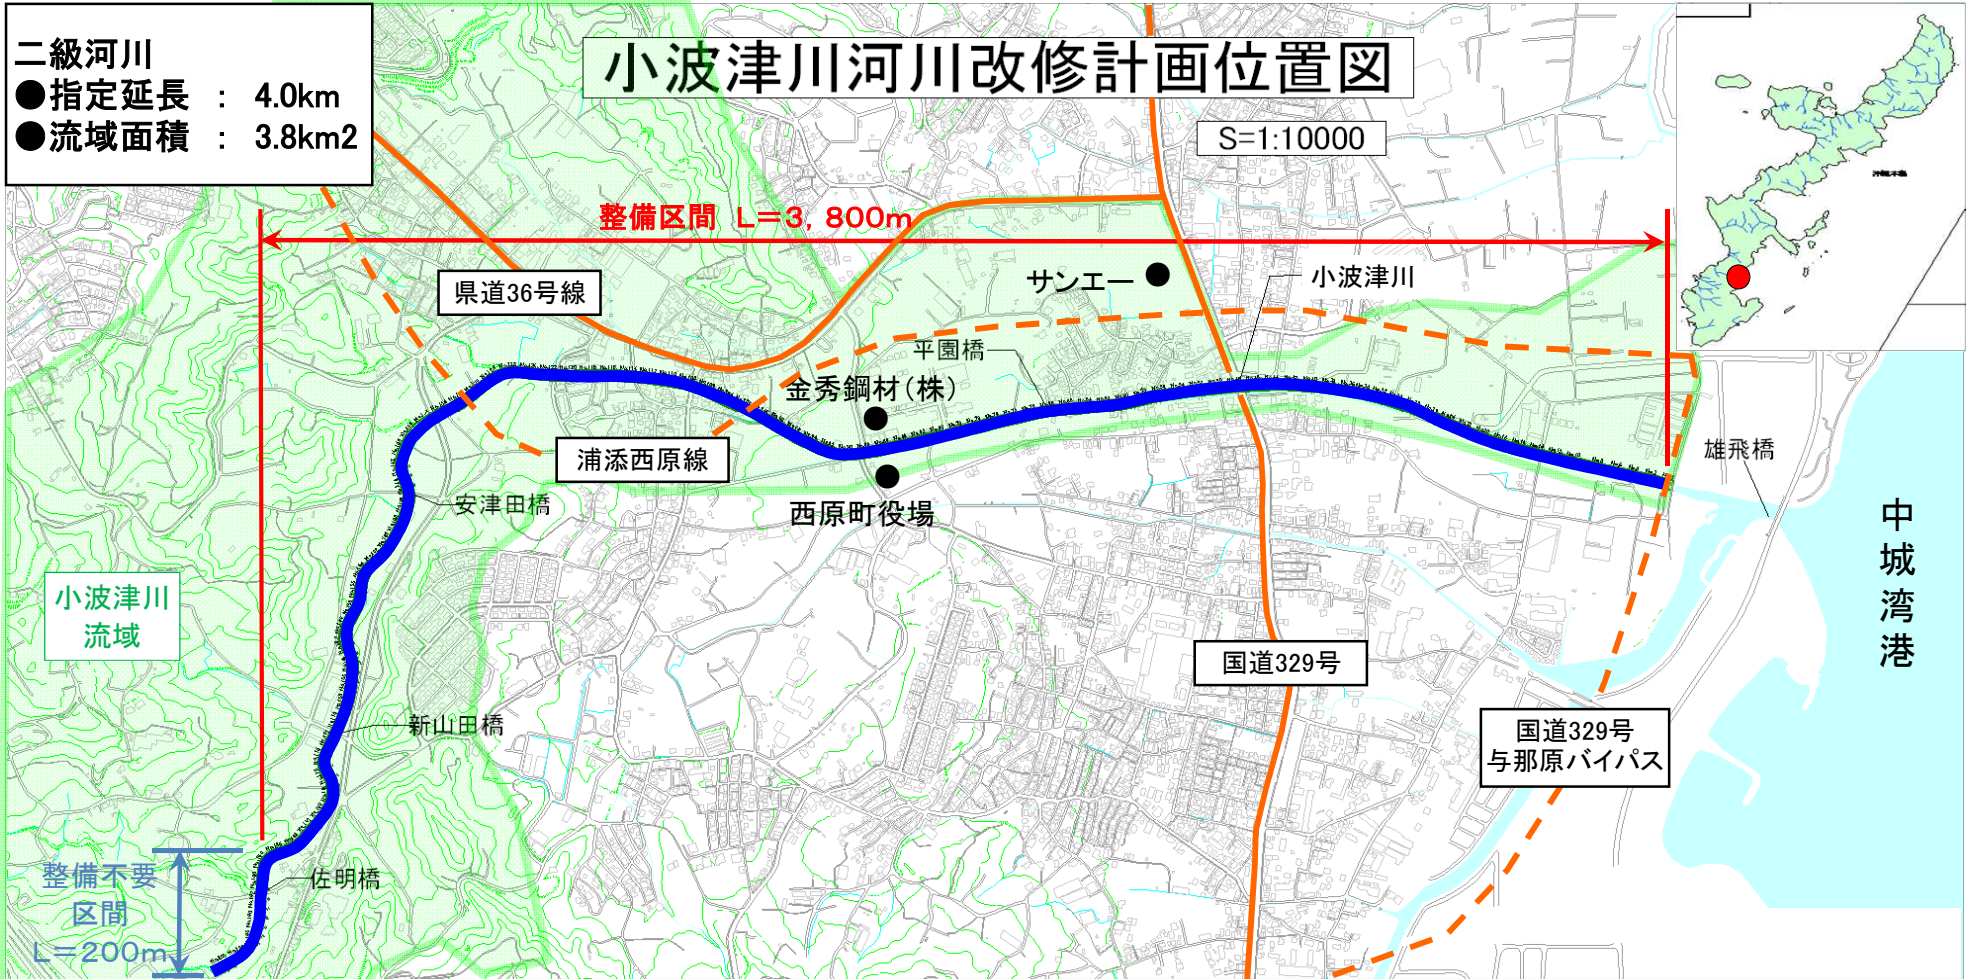 二級河川
●指定延長 : 4.0km
●流域面積 : 3.8km2
小波津川河川改修計画位置図
S=1:10000
整備区間 L=3,800m
県道36号線
サンエー
小波津川
平園橋
金秀鋼材(株)
浦添西原線
西原町役場
安津田橋
雄飛橋
中城湾港
小波津川
流域
国道329号
新山田橋
国道329号
与那原バイパス
整備不要
区間
L=200m
佐明橋